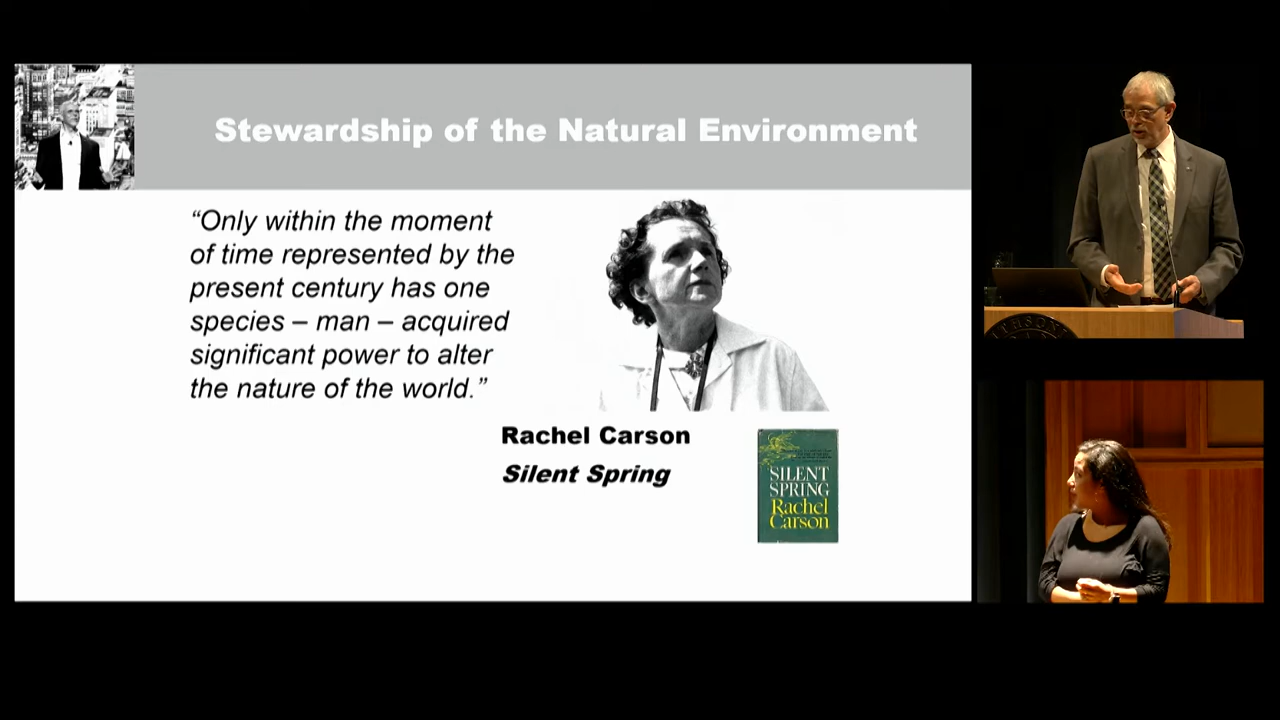 Stewardship of the Natural Environment
“Only within the moment
of time represented by the
present century has one
species – man – acquired
significant power to alter
the nature of the world.”
Rachel Carson
Silent Spring
SILENT
SPRING
Rachel
Carson